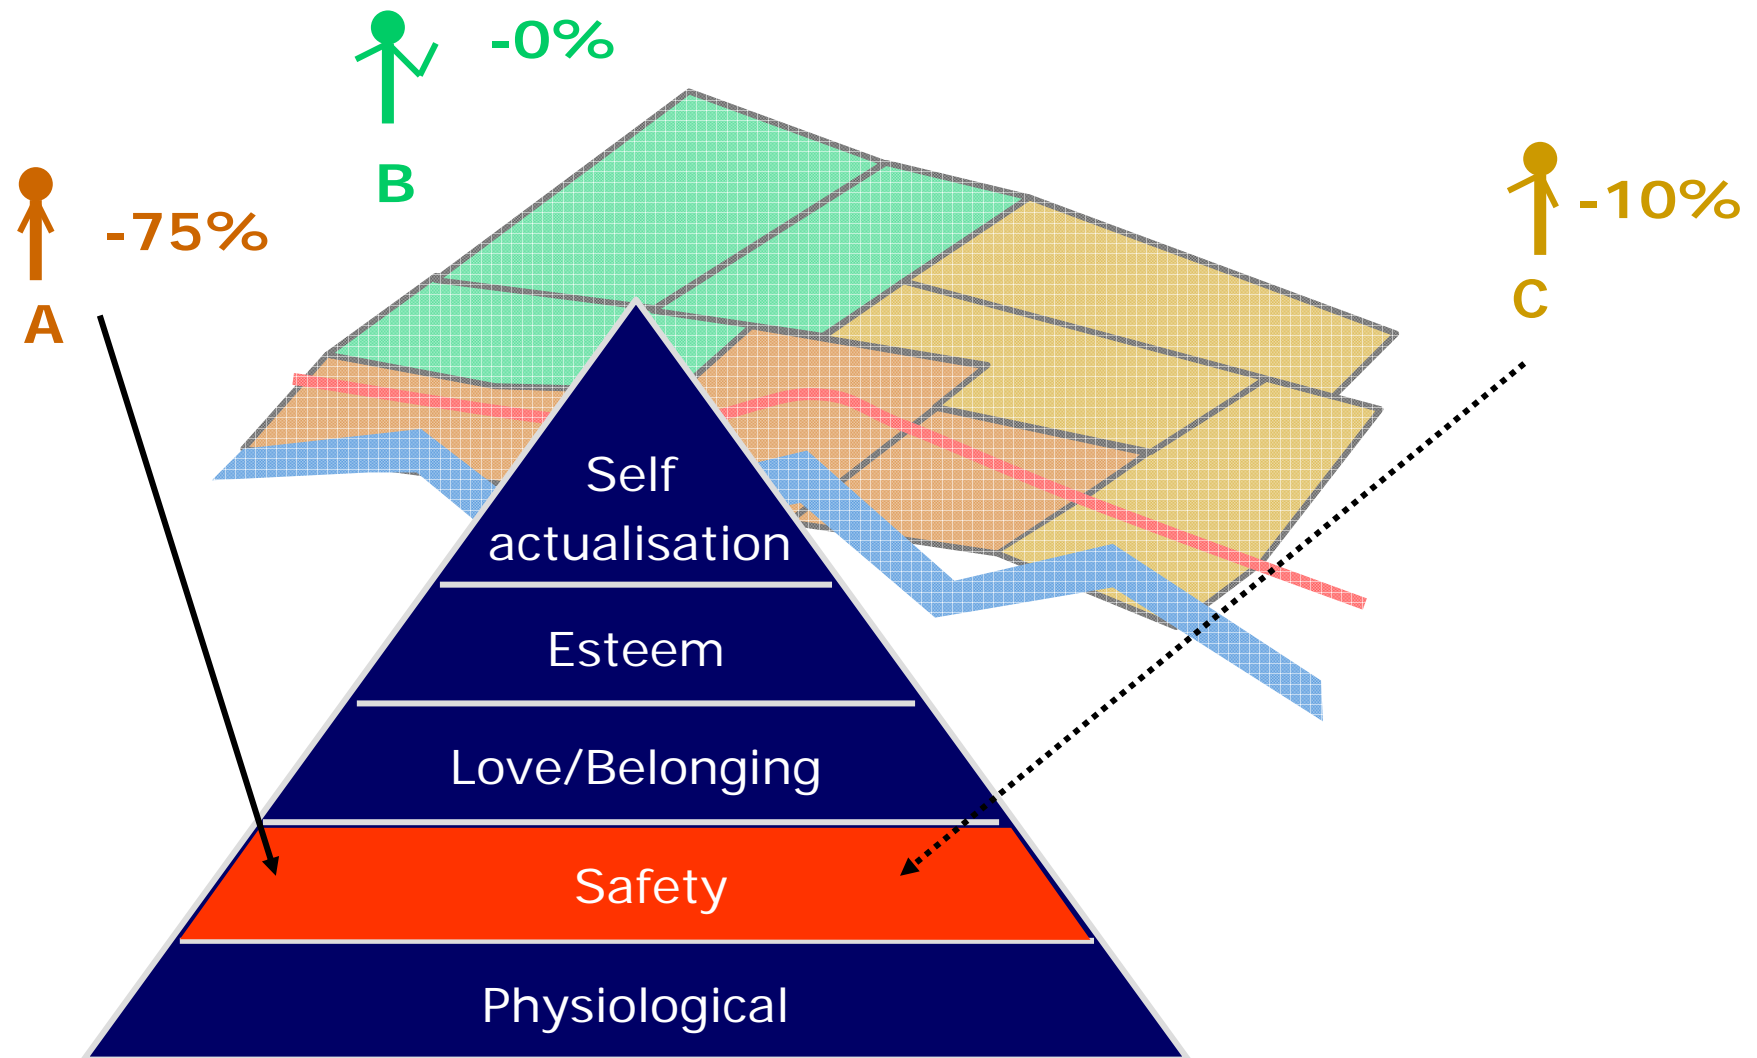 -0%
B
-75%
A
-10%
C
Self
actualisation
Esteem
Love/Belonging
Safety
Physiological